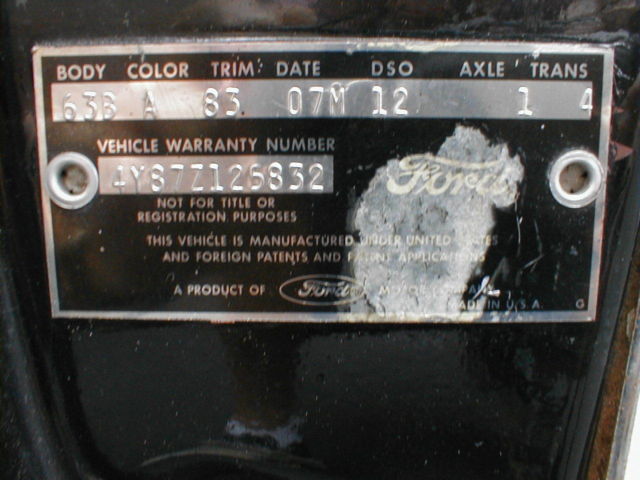 BODY COLOR TRIM DATE DSO AXLE TRANS
63B A 83 07M 12 1 4
VEHICLE WARRANTY NUMBER
4Y87Z126832
Ford
NOT FOR TITLE OR
REGISTRATION PURPOSES
THIS VEHICLE IS MANUFACTURED UNDER UNITED STATES
AND FOREIGN PATENTS AND PATENT APPLICATIONS
A PRODUCT OF Ford MOTOR COMPANY
MADE IN U.S.A. G